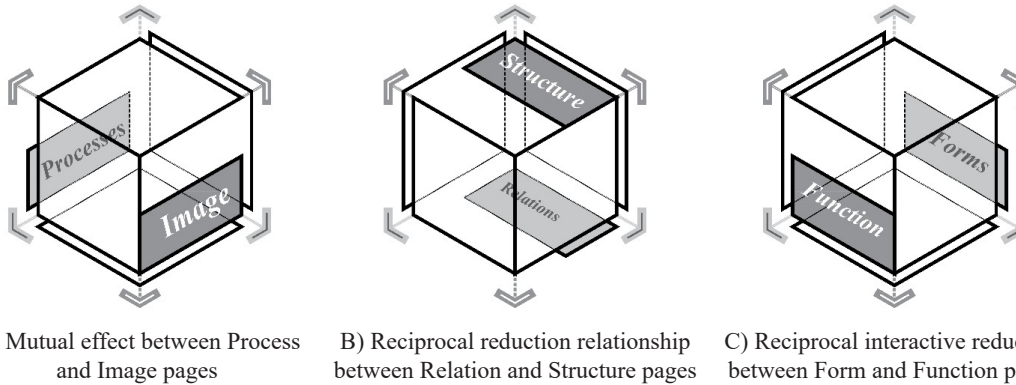 Processes
Image
Structure
Relations
Forms
Function
Mutual effect between Process
and Image pages
B) Reciprocal reduction relationship
between Relation and Structure pages
C) Reciprocal interactive
between Form and Function